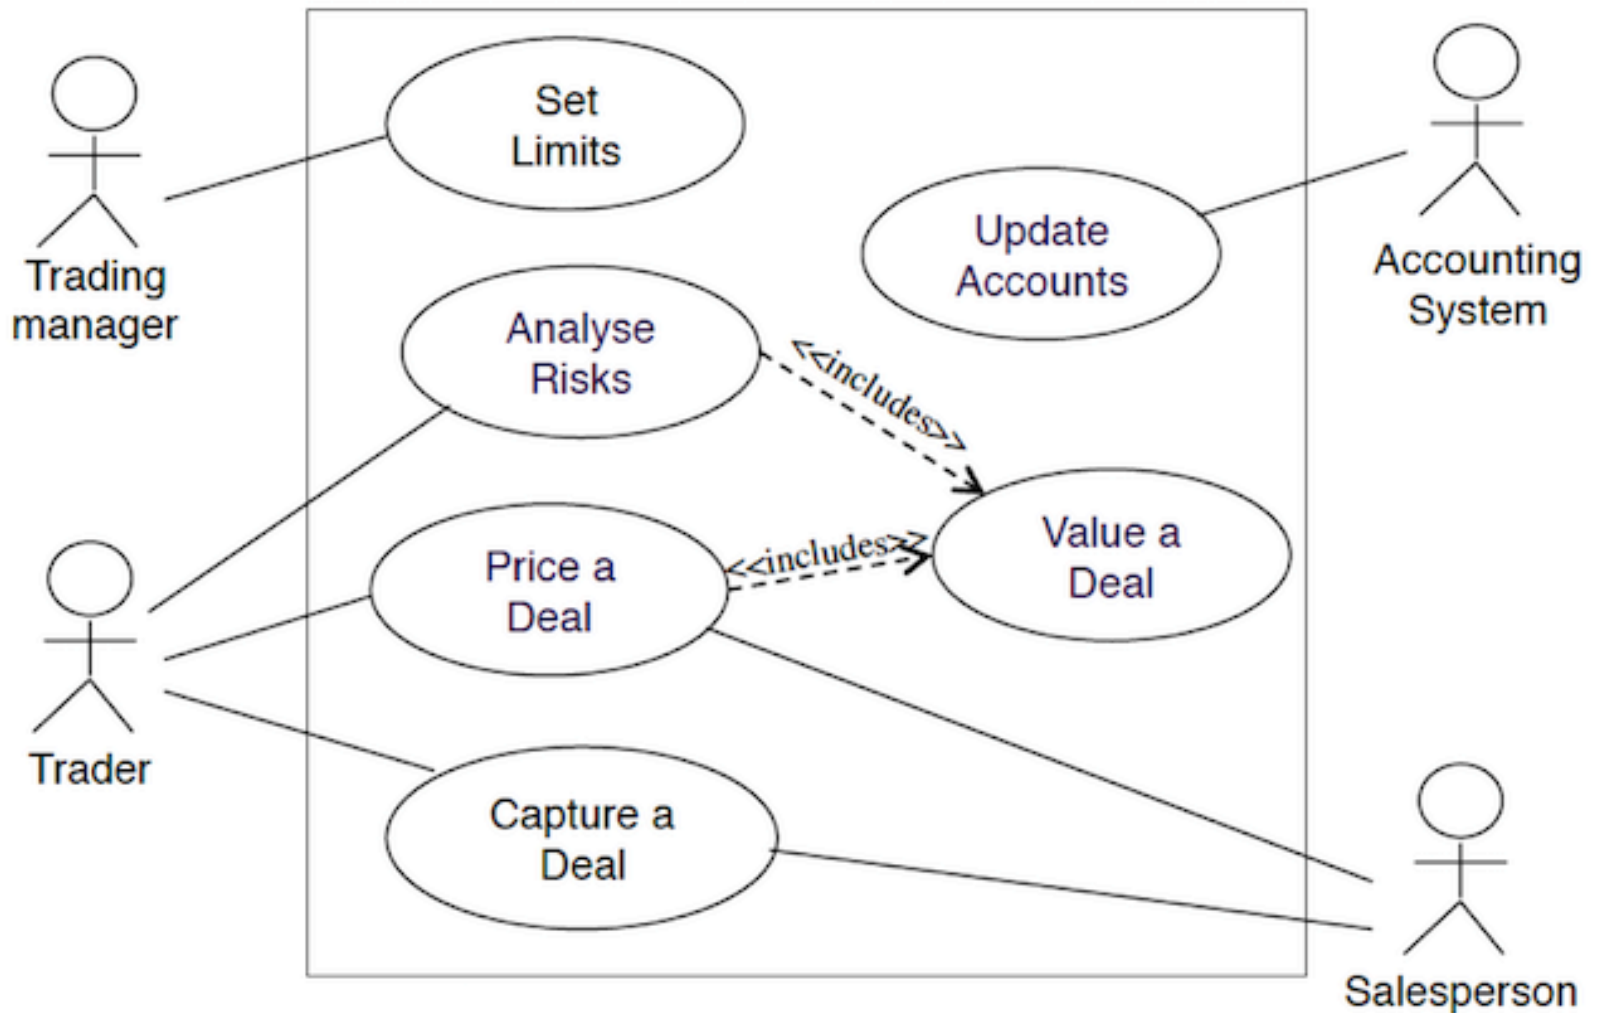 Set
Limits
Trading
manager
Update
Accounts
Accounting
System
Analyse
Risks
<<includes>>
Price a
Deal
<<includes>>
Value a
Deal
Trader
Capture a
Deal
Salesperson